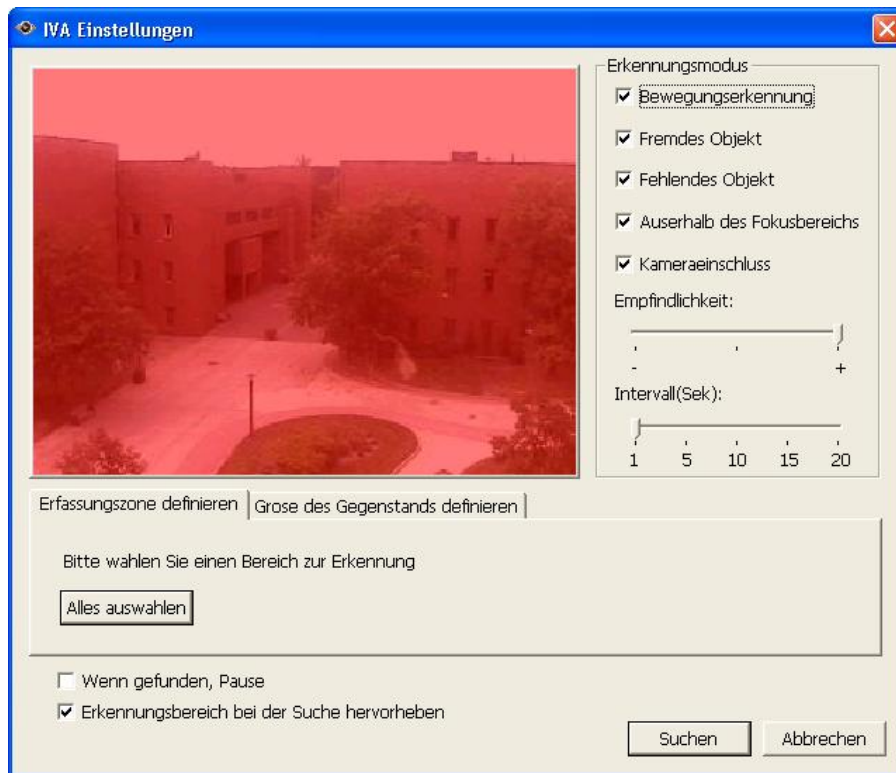 IVA Einstellungen
Erkennungsmodus
Bewegungserkennung
Fremdes Objekt
Fehlendes Objekt
Auserhalb des Fokusbereichs
Kameraeinschluss
Empfindlichkeit:
- +
Intervall(Sek):
1 5 10 15 20
Erfassungszone definieren Grose des Gegenstands definieren
Bitte wahlen Sie einen Bereich zur Erkennung
Alles auswahlen
Wenn gefunden, Pause
Erkennungsbereich bei der Suche hervorheben
Suchen Abbrechen